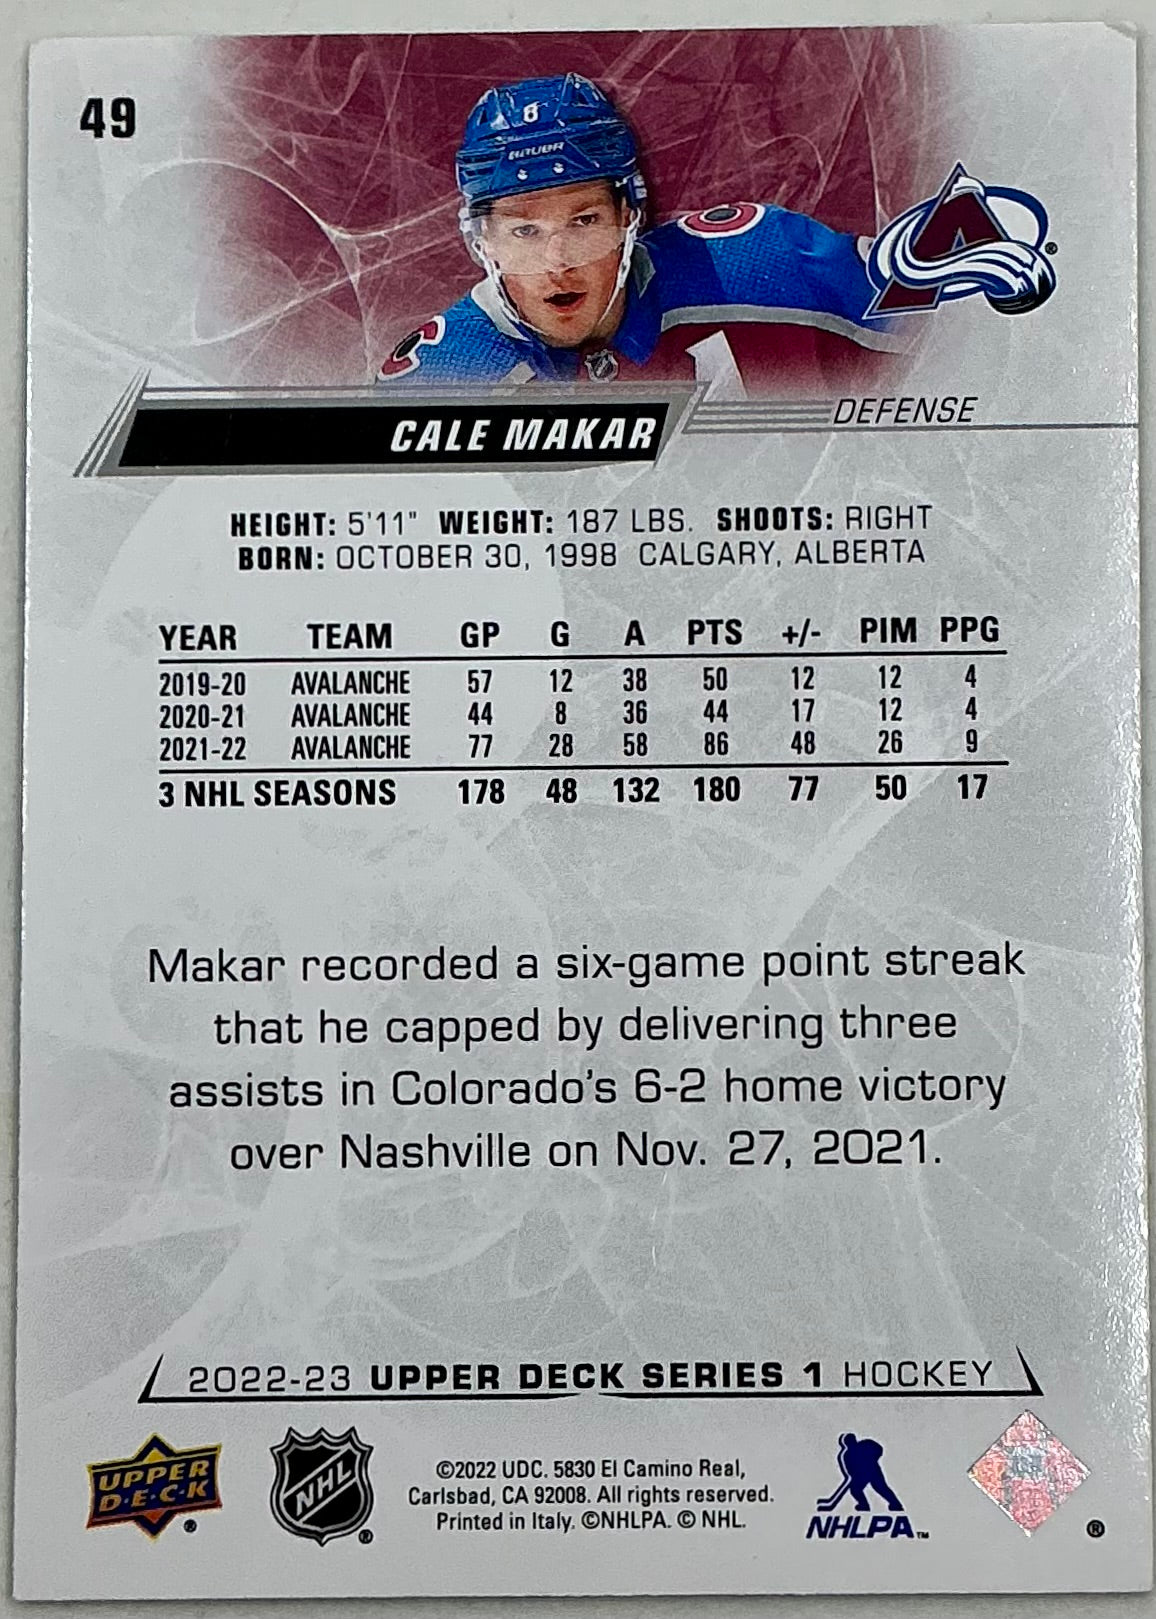 49
8
BAUER
®
CALE MAKAR
DEFENSE
HEIGHT: 5'11" WEIGHT: 187 LBS. SHOOTS: RIGHT
BORN: OCTOBER 30, 1998 CALGARY, ALBERTA
YEAR TEAM GP G A PTS +/- PIM PPG
2019-20 AVALANCHE 57 12 38 50 12 12 4
2020-21 AVALANCHE 44 8 36 44 17 12 4
2021-22 AVALANCHE 77 28 58 86 48 26 9
3 NHL SEASONS 178 48 132 180 77 50 17
Makar recorded a six-game point streak
that he capped by delivering three
assists in Colorado's 6-2 home victory
over Nashville on Nov. 27, 2021.
2022-23 UPPER DECK SERIES 1 HOCKEY
UPPER
D·E·C·K ®
NHL ®
©2022 UDC. 5830 El Camino Real,
Carlsbad, CA 92008. All rights reserved.
Printed in Italy. ©NHLPA. © NHL.
NHLPA™
®